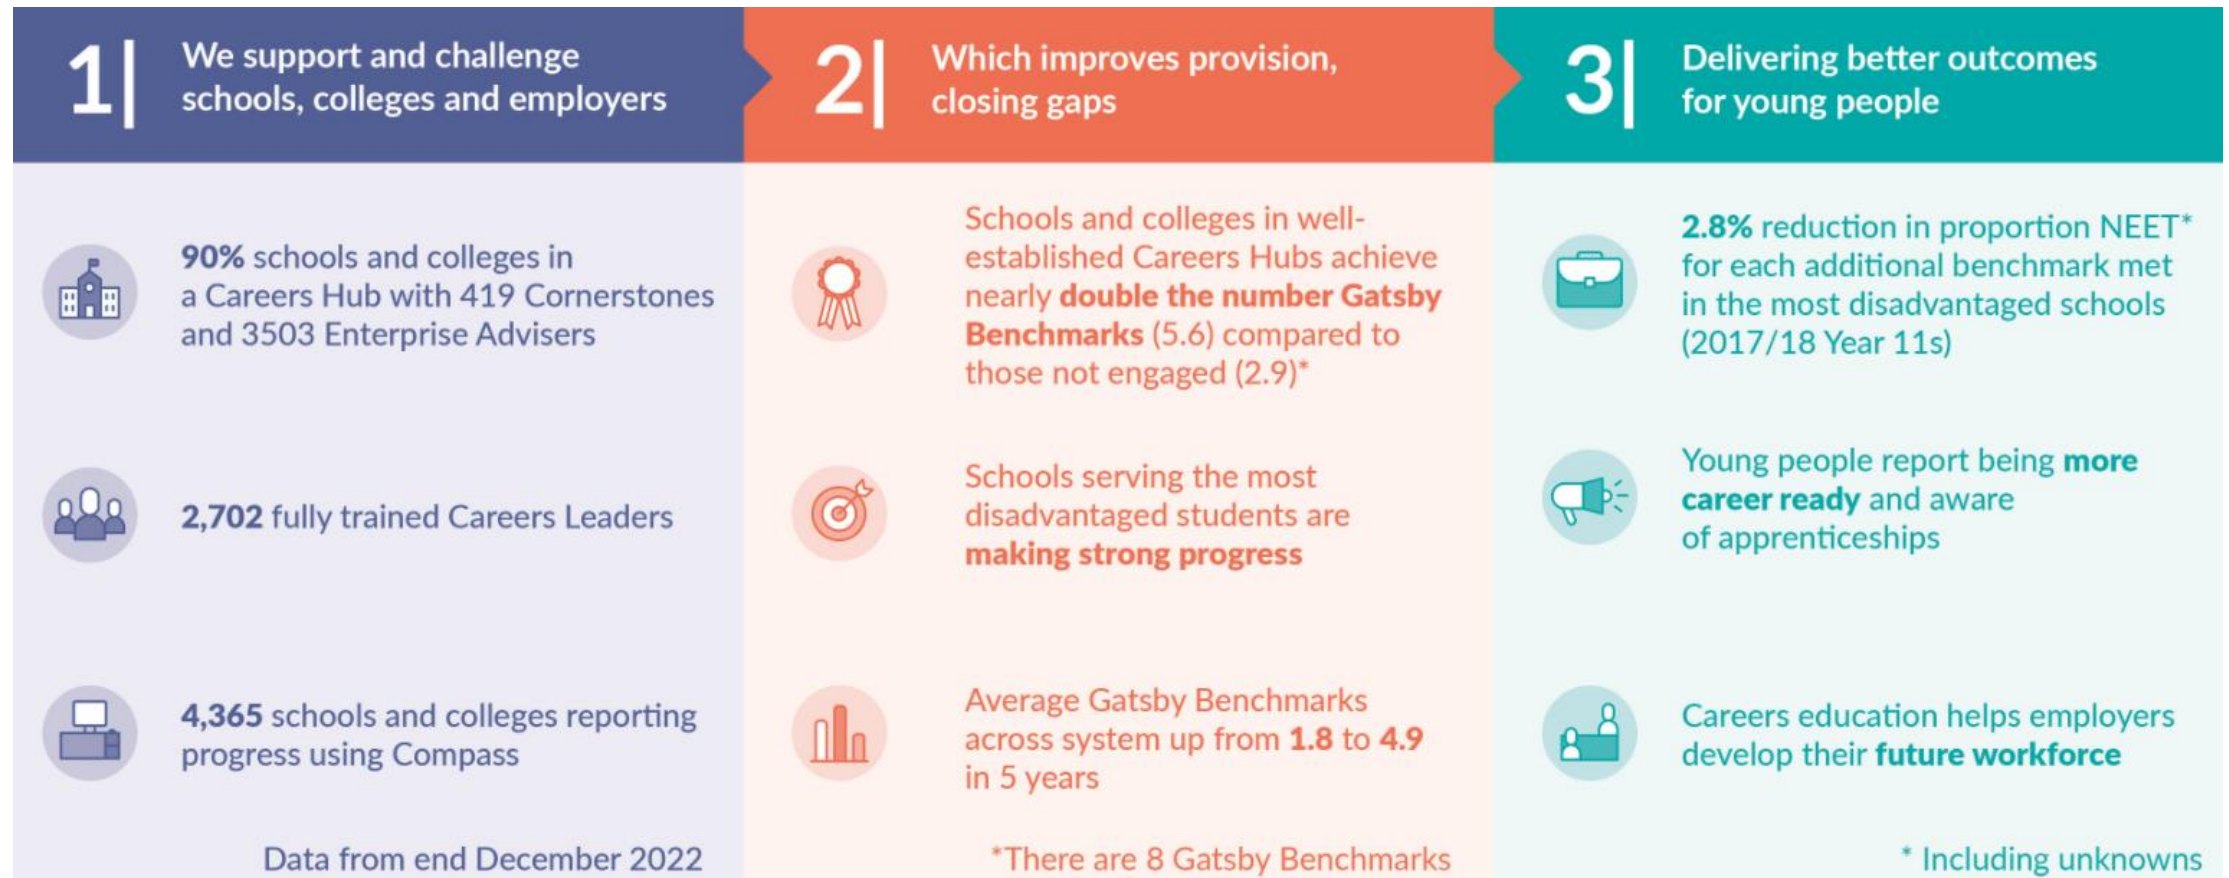 1
We support and challenge
schools, colleges and employers
90% schools and colleges in
a Careers Hub with 419 Cornerstones
and 3503 Enterprise Advisers
2,702 fully trained Careers Leaders
4,365 schools and colleges reporting
progress using Compass
Data from end December 2022
2
Which improves provision,
closing gaps
Schools and colleges in well-
established Careers Hubs achieve
nearly double the number Gatsby
Benchmarks (5.6) compared to
those not engaged (2.9)*
Schools serving the most
disadvantaged students are
making strong progress
Average Gatsby Benchmarks
across system up from 1.8 to 4.9
in 5 years
*There are 8 Gatsby Benchmarks
3
Delivering better outcomes
for young people
2.8% reduction in proportion NEET*
for each additional benchmark met
in the most disadvantaged schools
(2017/18 Year 11s)
Young people report being more
career ready and aware
of apprenticeships
Careers education helps employers
develop their future workforce
* Including unknowns